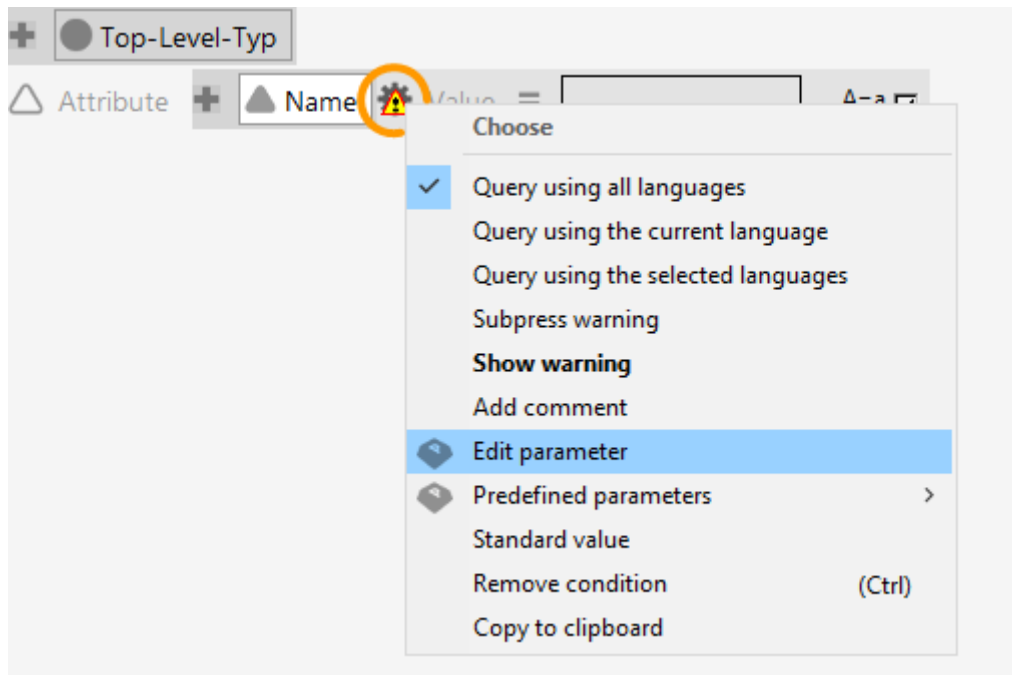 Top-Level-Typ
Attribute Name Value =
A=a
Choose
Query using all languages
Query using the current language
Query using the selected languages
Subpress warning
Show warning
Add comment
Edit parameter
Predefined parameters >
Standard value
Remove condition (Ctrl)
Copy to clipboard